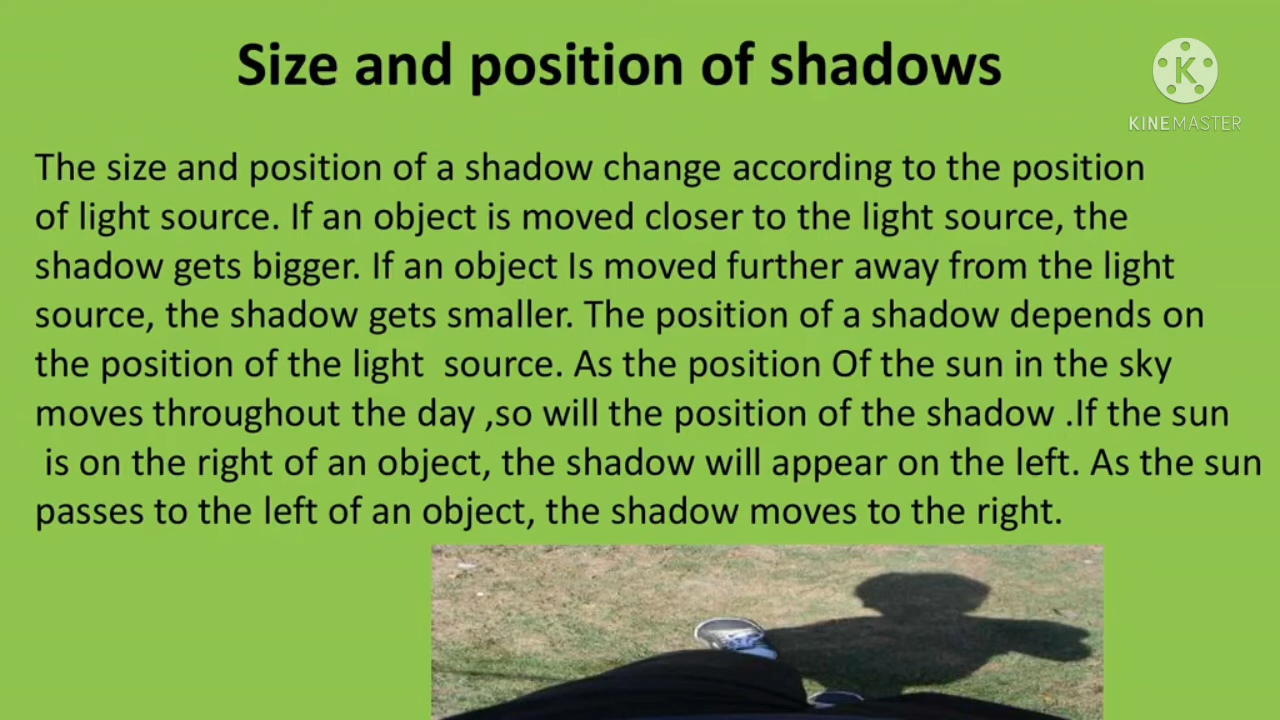 Size and position of shadows
K
KINEMASTER
The size and position of a shadow change according to the position
of light source. If an object is moved closer to the light source, the
shadow gets bigger. If an object Is moved further away from the light
source, the shadow gets smaller. The position of a shadow depends on
the position of the light  source. As the position Of the sun in the sky
moves throughout the day ,so will the position of the shadow .If the sun
is on the right of an object, the shadow will appear on the left. As the sun
passes to the left of an object, the shadow moves to the right.